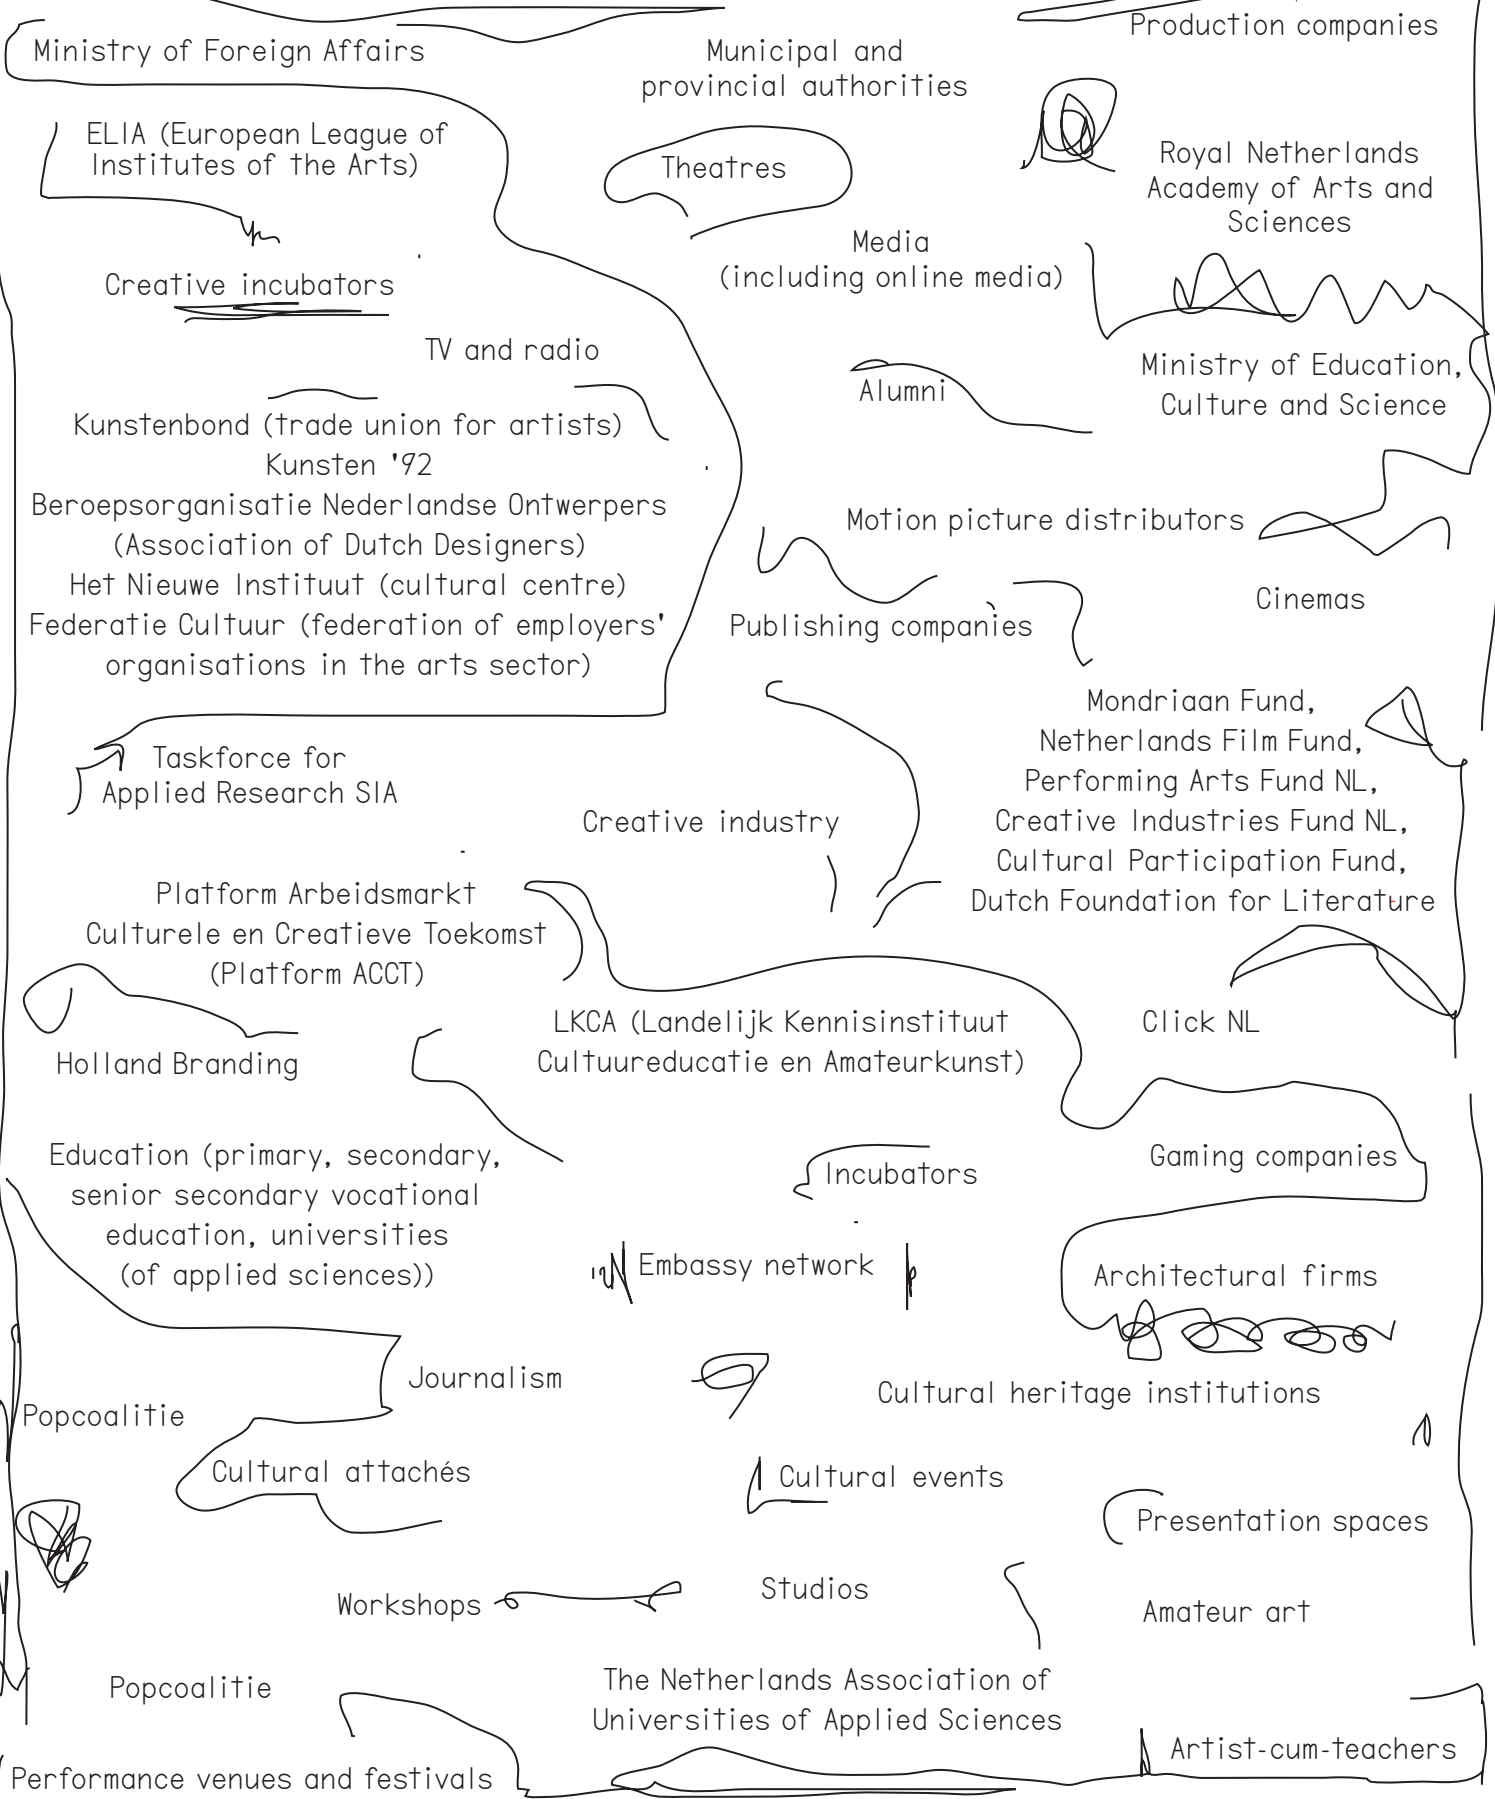 Production companies
Ministry of Foreign Affairs
Municipal and
provincial authorities
ELIA (European League of
Institutes of the Arts)
Theatres
Royal Netherlands
Academy of Arts and
Sciences
Media
(including online media)
Creative incubators
TV and radio
Ministry of Education,
Culture and Science
Alumni
Kunstenbond (trade union for artists)
Kunsten '92
Beroepsorganisatie Nederlandse Ontwerpers
(Association of Dutch Designers)
Het Nieuwe Instituut (cultural centre)
Federatie Cultuur (federation of employers'
organisations in the arts sector)
Motion picture distributors
Cinemas
Publishing companies
Mondriaan Fund,
Netherlands Film Fund,
Performing Arts Fund NL,
Creative Industries Fund NL,
Cultural Participation Fund,
Dutch Foundation for Literature
Taskforce for
Applied Research SIA
Creative industry
Platform Arbeidsmarkt
Culturele en Creatieve Toekomst
(Platform ACCT)
LKCA (Landelijk Kennisinstituut
Cultuureducatie en Amateurkunst)
Click NL
Holland Branding
Education (primary, secondary,
senior secondary vocational
education, universities
(of applied sciences))
Incubators
Gaming companies
Embassy network
Architectural firms
Journalism
Cultural heritage institutions
Popcoalitie
Cultural attachés
Cultural events
Presentation spaces
Workshops
Studios
Amateur art
Popcoalitie
The Netherlands Association of
Universities of Applied Sciences
Artist-cum-teachers
Performance venues and festivals